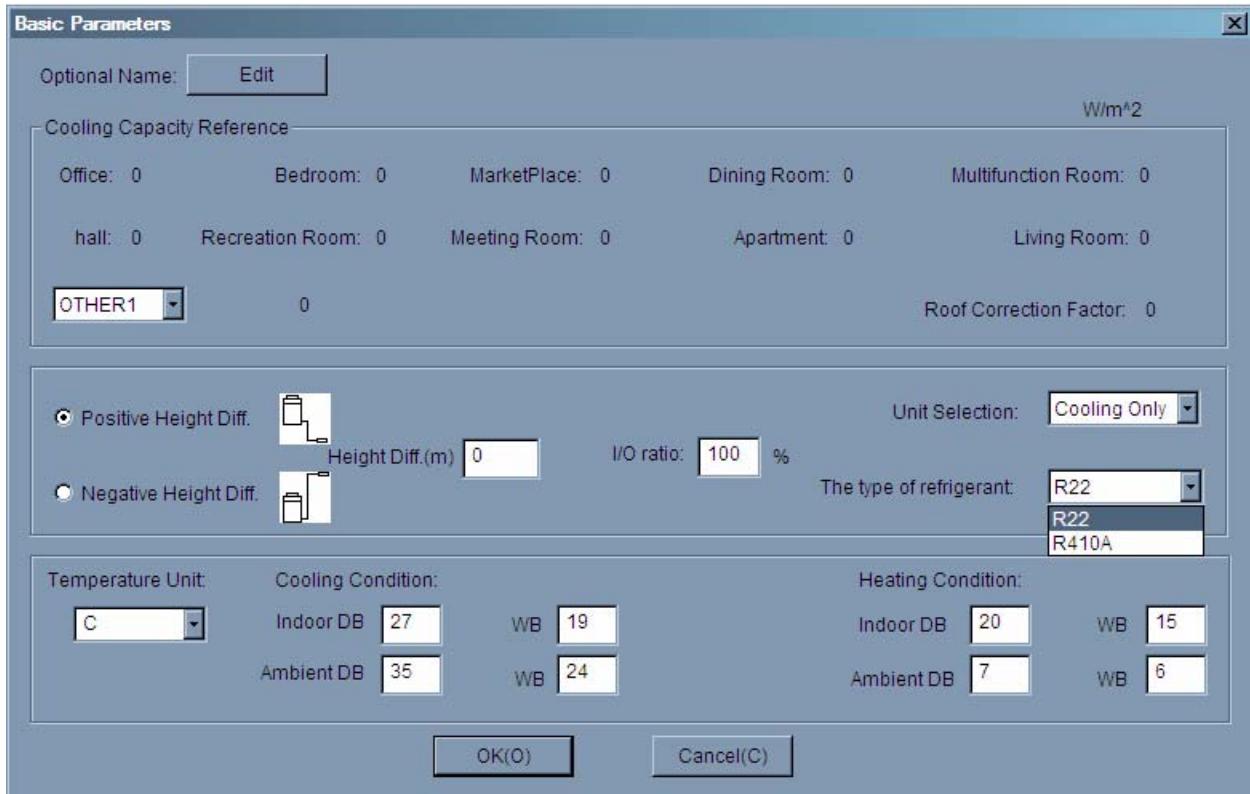 Basic Parameters
Optional Name: Edit
W/m^2
Cooling Capacity Reference
Office: 0 Bedroom: 0 MarketPlace: 0 Dining Room: 0 Multifunction Room: 0
hall: 0 Recreation Room: 0 Meeting Room: 0 Apartment: 0 Living Room: 0
OTHER1 0 Roof Correction Factor: 0
Positive Height Diff. Unit Selection: Cooling Only
Height Diff.(m) 0 I/O ratio: 100 %
Negative Height Diff. The type of refrigerant: R22
R22
R410A
Temperature Unit: Cooling Condition: Heating Condition:
C Indoor DB 27 WB 19 Indoor DB 20 WB 15
Ambient DB 35 WB 24 Ambient DB 7 WB 6
OK(O) Cancel(C)